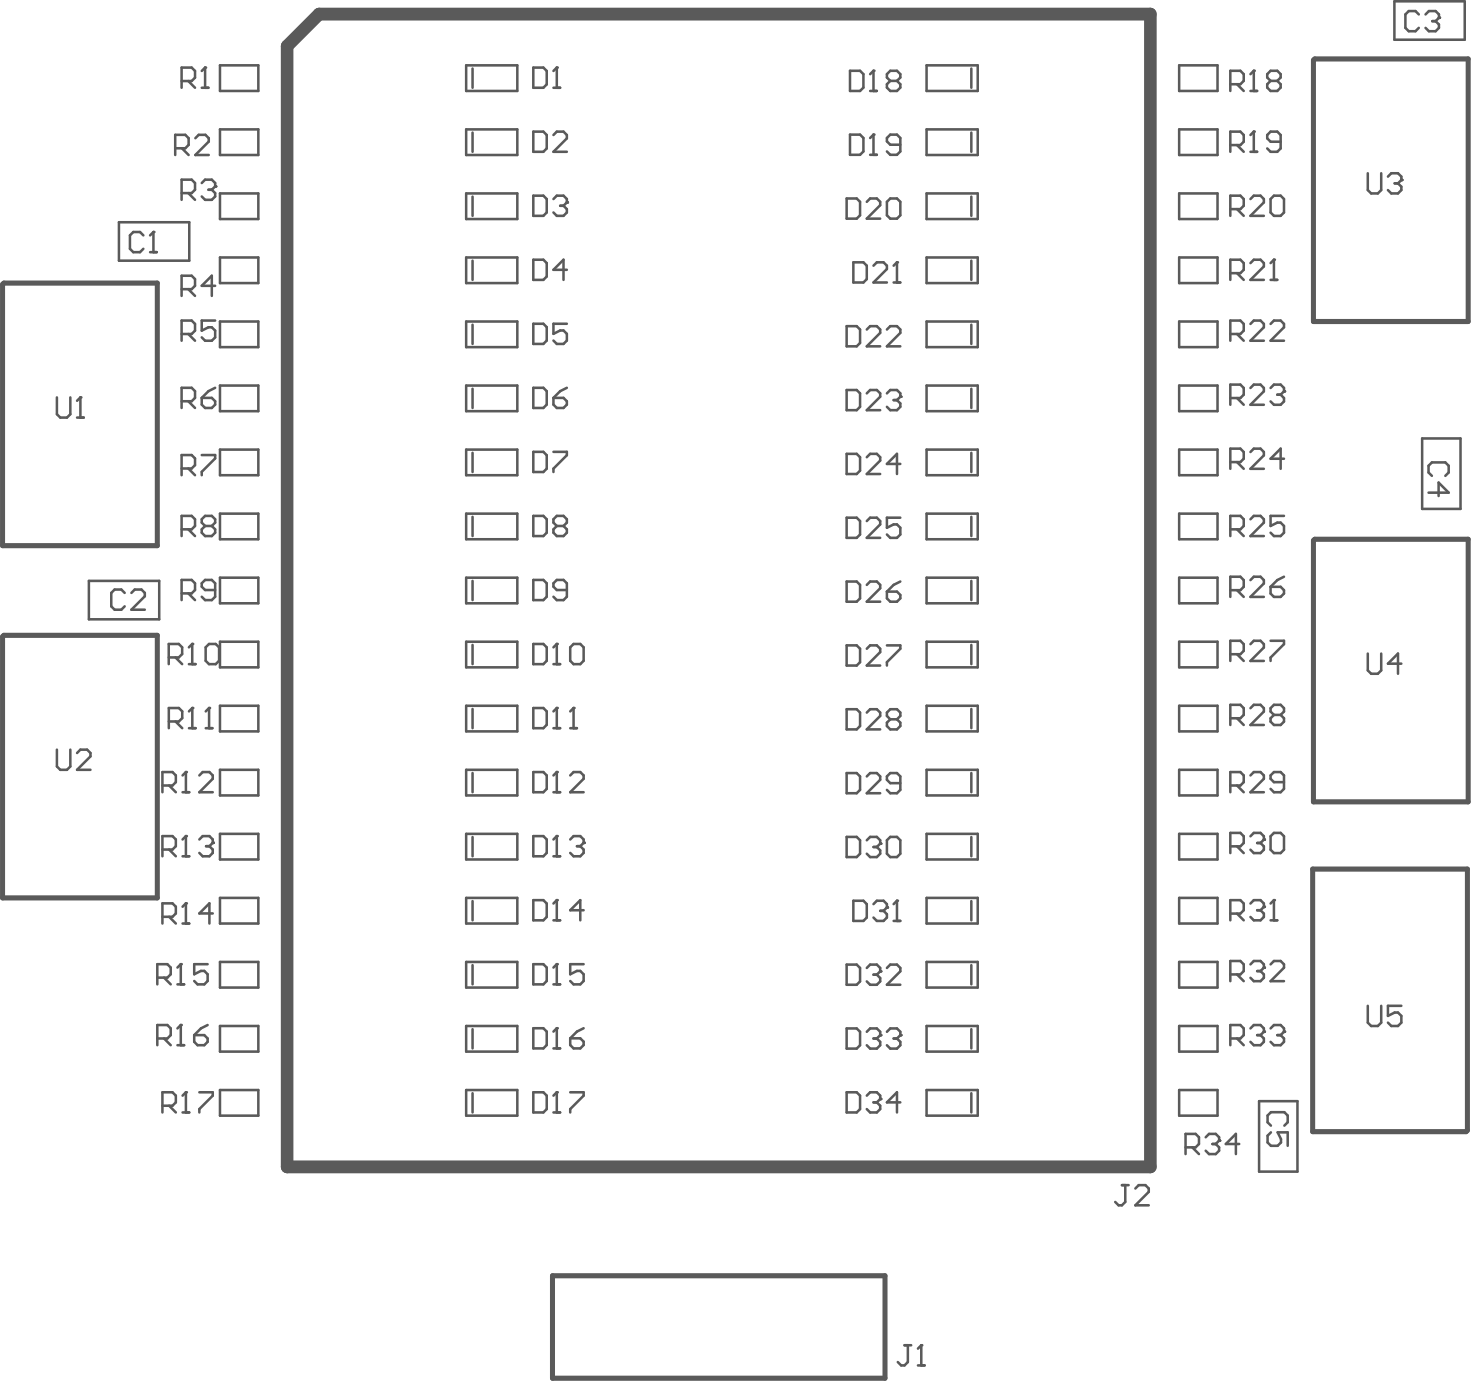 C3
R1 D1 D18 R18
R2 D2 D19 R19
U3
R3 D3 D20 R20
C1
R4 D4 D21 R21
R5 D5 D22 R22
R6 D6 D23 R23
U1
R7 D7 D24 R24
C4
R8 D8 D25 R25
R9 D9 D26 R26
C2
R10 D10 D27 R27
U4
R11 D11 D28 R28
U2
R12 D12 D29 R29
R13 D13 D30 R30
R14 D14 D31 R31
R15 D15 D32 R32
U5
R16 D16 D33 R33
R17 D17 D34
C5
R34
J2
J1